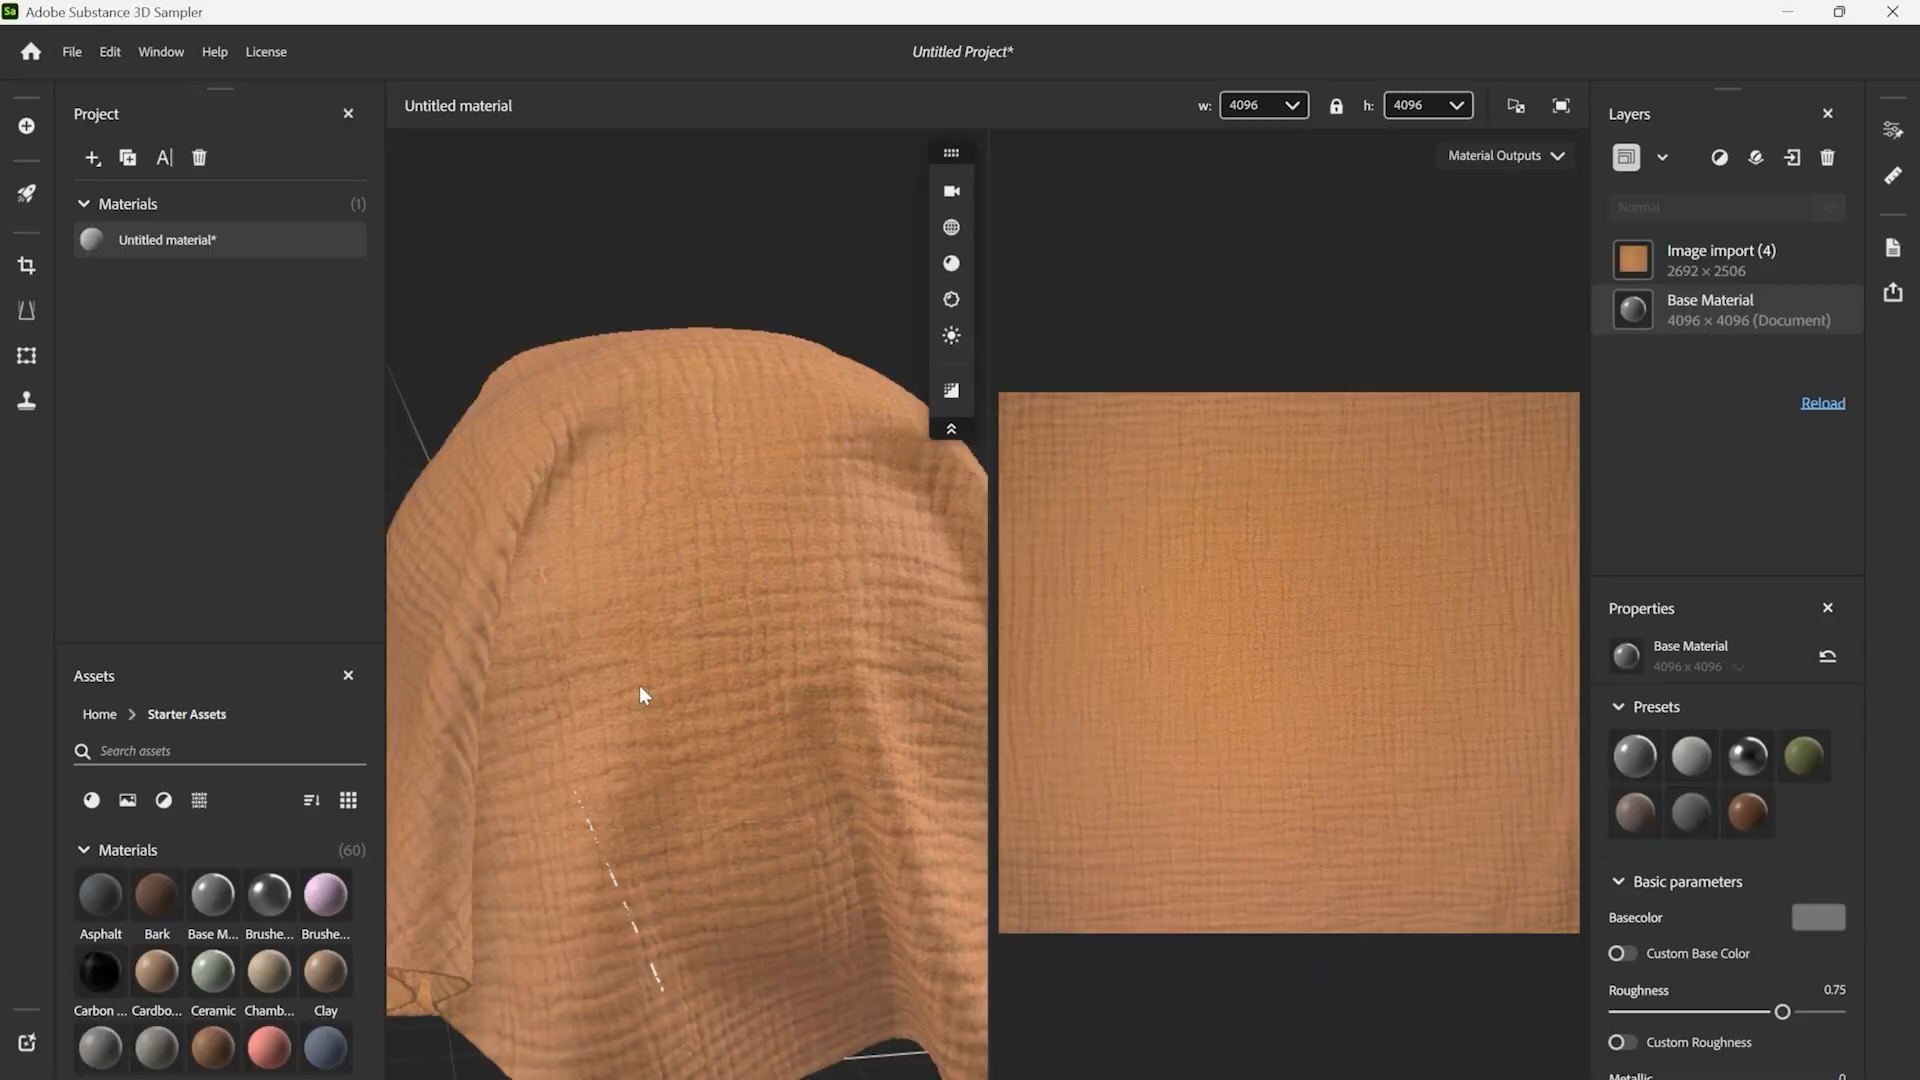 Adobe Substance 3D Sampler
File Edit Window Help License
Untitled Project*
Project
Materials (1)
Untitled material*
Untitled material
w: 4096 h: 4096
Material Outputs
Layers
Normal
Image import (4)
2692 × 2506
Base Material
4096 × 4096 (Document)
Reload
Assets
Home > Starter Assets
Search assets
Materials (60)
Asphalt Bark Base M... Brushe... Brushe...
Carbon ... Cardbo... Ceramic Chamb... Clay
Properties
Base Material
4096 x 4096
Presets
Basic parameters
Basecolor
Custom Base Color
Roughness 0.75
Custom Roughness
Metallic 0